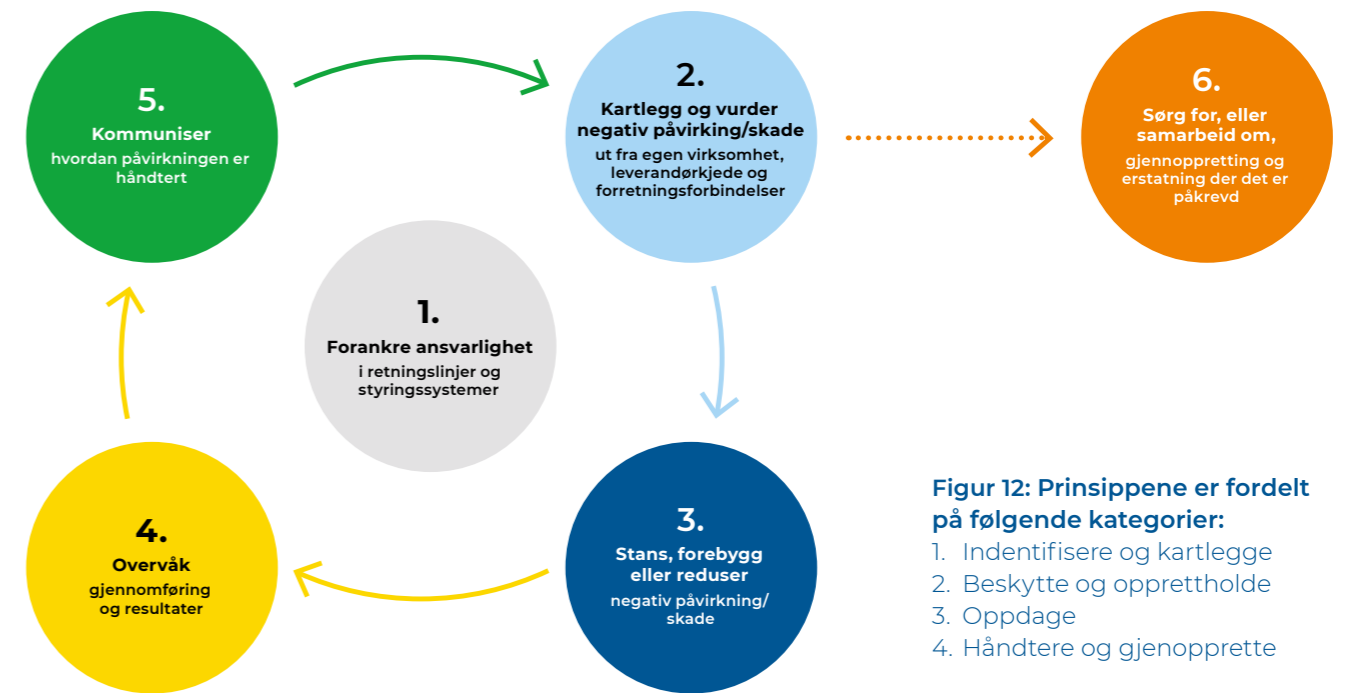 5.
Kommuniser
hvordan påvirkningen er
håndtert
2.
Kartlegg og vurder
negativ påvirking/skade
ut fra egen virksomhet,
leverandørkjede og
forretningsforbindelser
6.
Sørg for, eller
samarbeid om,
gjennoppretting og
erstatning der det er
påkrevd
1.
Forankre ansvarlighet
i retningslinjer og
styringssystemer
4.
Overvåk
gjennomføring
og resultater
3.
Stans, forebygg
eller reduser
negativ påvirkning/
skade
Figur 12: Prinsippene er fordelt
på følgende kategorier:
1. Indentifisere og kartlegge
2. Beskytte og opprettholde
3. Oppdage
4. Håndtere og gjenopprette